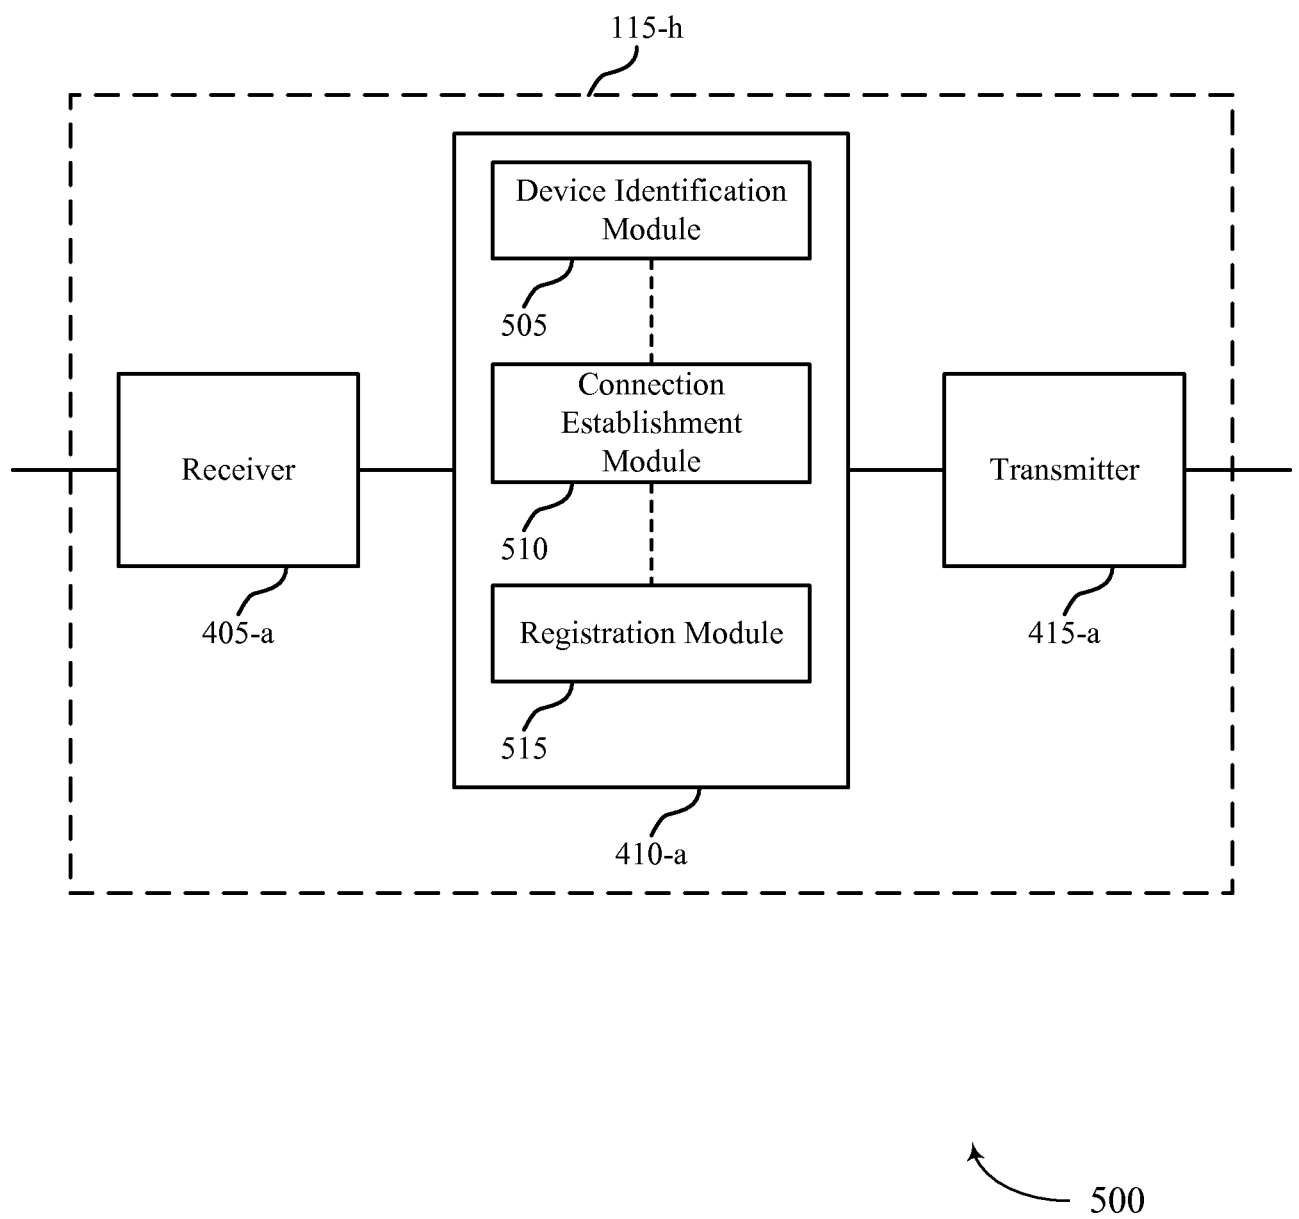 115-h
Device Identification
Module
505
Connection
Establishment
Module
510
Receiver
405-a
Transmitter
415-a
Registration Module
515
410-a
500